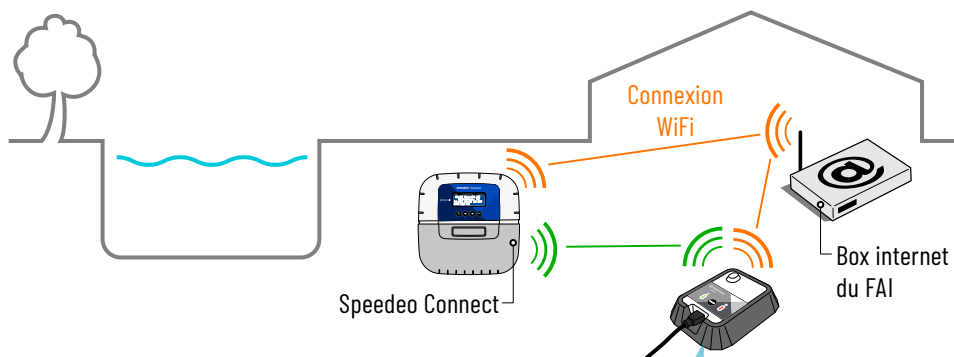 Connexion
WiFi
@
Speedeo Connect
Box internet
du FAI